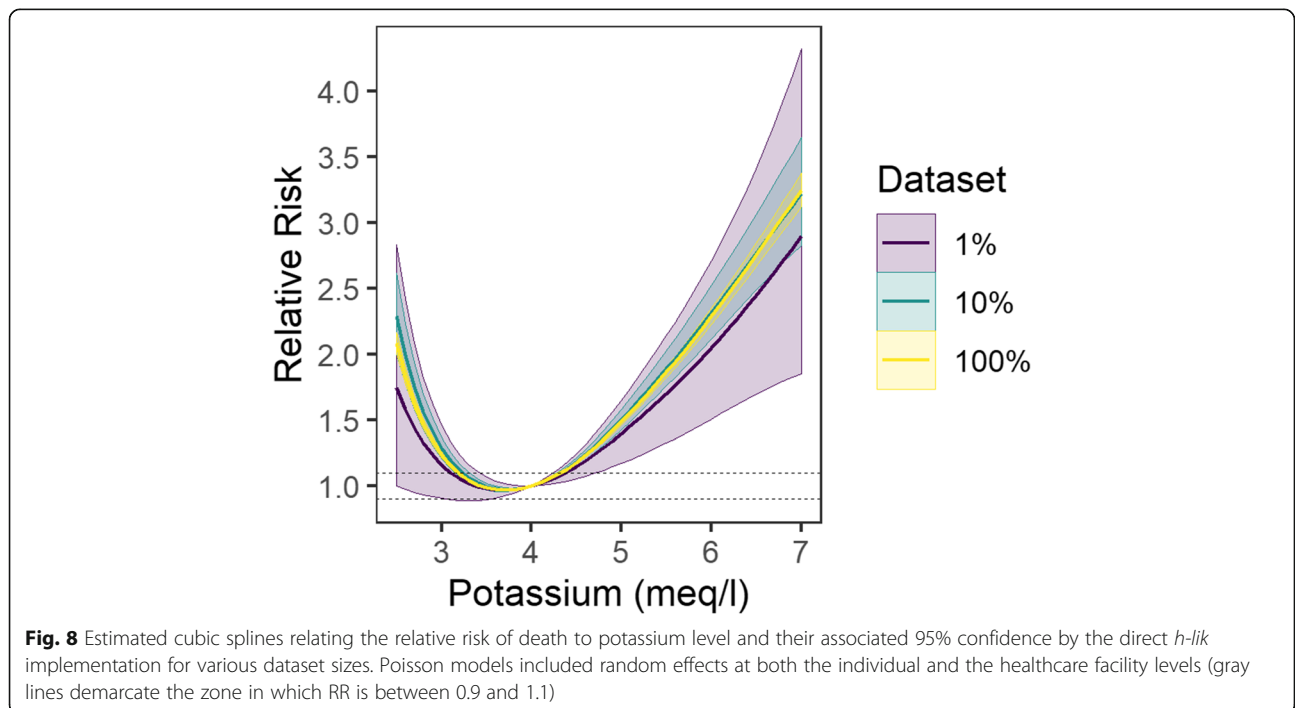 4.0
3.5
3.0
2.5
2.0
1.5
1.0
Relative Risk
3 4 5 6 7
Potassium (meq/l)
Dataset
1%
10%
100%
Fig. 8 Estimated cubic splines relating the relative risk of death to potassium level and their associated 95% confidence by the direct h-lik
implementation for various dataset sizes. Poisson models included random effects at both the individual and the healthcare facility levels (gray
lines demarcate the zone in which RR is between 0.9 and 1.1)